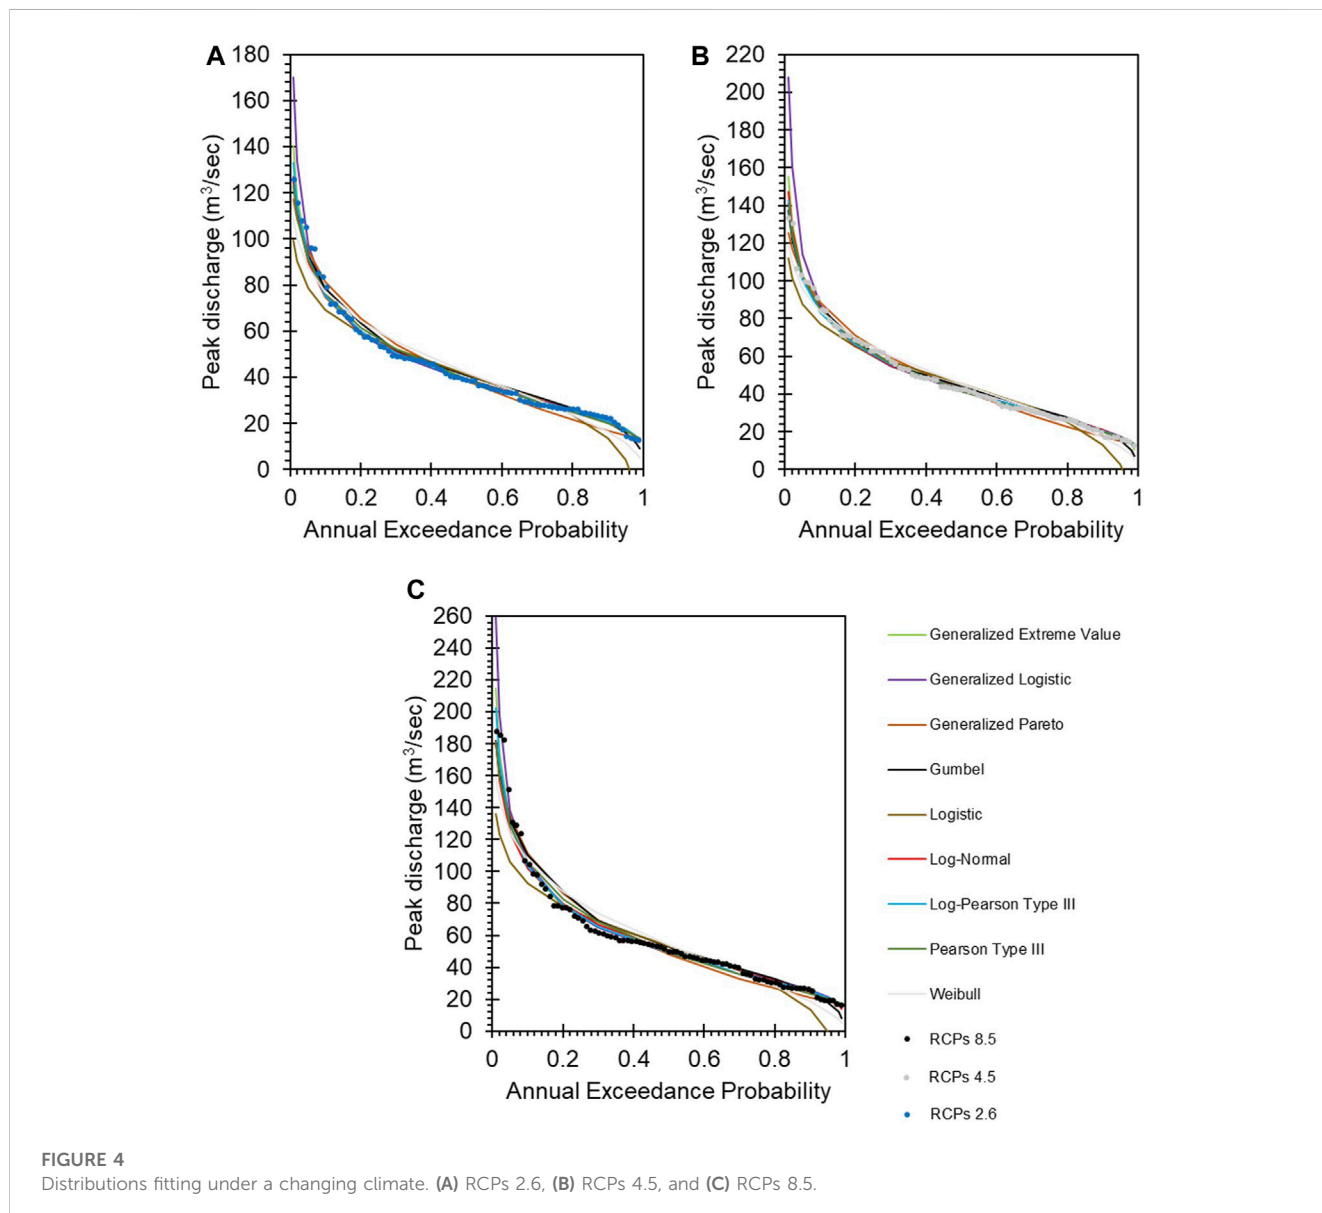 A
180
160
140
120
100
80
60
40
20
0
Peak discharge (m³/sec)
0 0.2 0.4 0.6 0.8 1
Annual Exceedance Probability
B
220
200
180
160
140
120
100
80
60
40
20
0
Peak discharge (m³/sec)
0 0.2 0.4 0.6 0.8 1
Annual Exceedance Probability
C
260
240
220
200
180
160
140
120
100
80
60
40
20
0
Peak discharge (m³/sec)
0 0.2 0.4 0.6 0.8 1
Annual Exceedance Probability
Generalized Extreme Value
Generalized Logistic
Generalized Pareto
Gumbel
Logistic
Log-Normal
Log-Pearson Type III
Pearson Type III
Weibull
RCPs 8.5
RCPs 4.5
RCPs 2.6
FIGURE 4
Distributions fitting under a changing climate. (A) RCPs 2.6, (B) RCPs 4.5, and (C) RCPs 8.5.